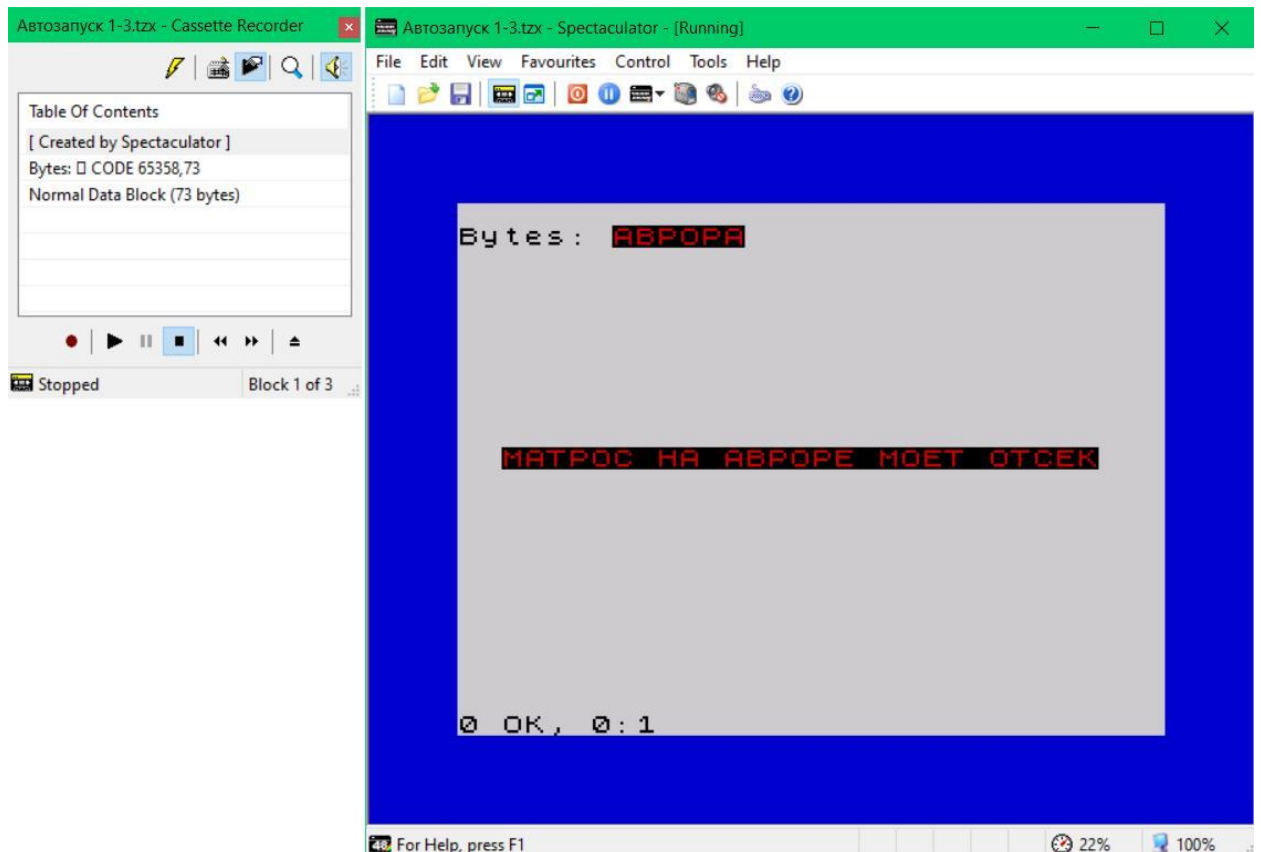 Автозапуск 1-3.tzx - Cassette Recorder
Table Of Contents
[ Created by Spectaculator ]
Bytes: ▯ CODE 65358,73
Normal Data Block (73 bytes)
Stopped
Block 1 of 3
Автозапуск 1-3.tzx - Spectaculator - [Running]
File Edit View Favourites Control Tools Help
Bytes: АВРОРА
МАТРОС НА АВРОРЕ МОЕТ ОТСЕК
0 OK, 0:1
48 For Help, press F1
22%
100%